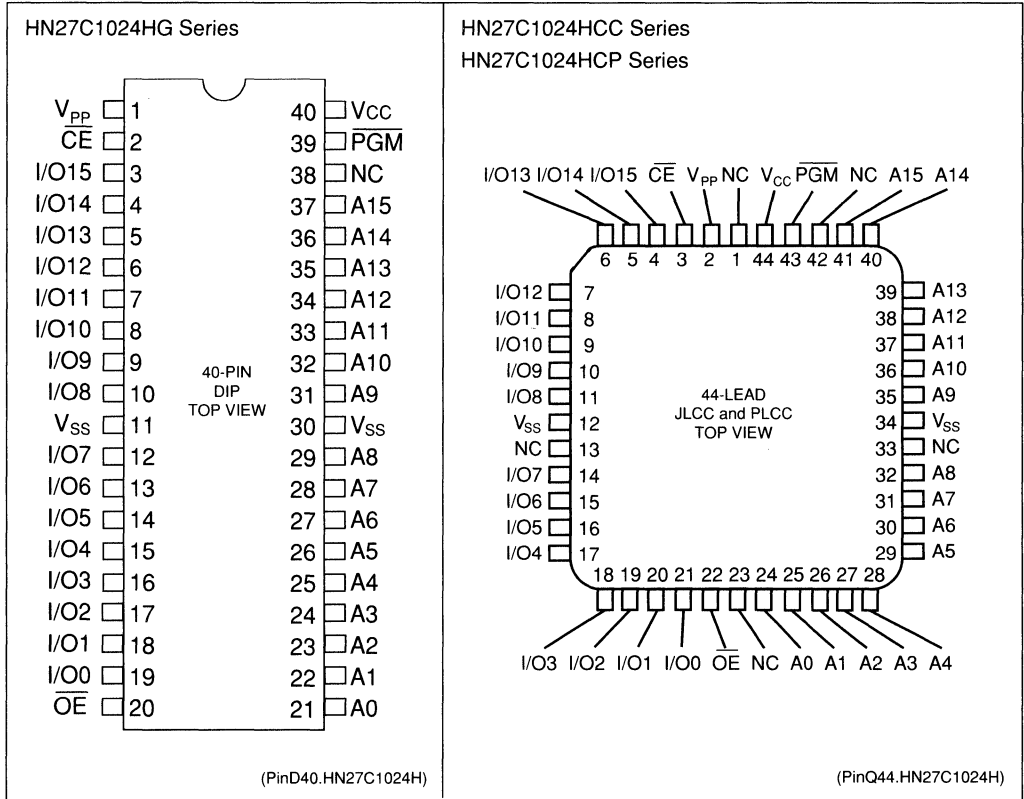 HN27C1024HG Series
VPP 1 40 VCC
CE 2 39 PGM
I/O15 3 38 NC
I/O14 4 37 A15
I/O13 5 36 A14
I/O12 6 35 A13
I/O11 7 34 A12
I/O10 8 33 A11
I/O9 9 32 A10
I/O8 10 31 A9
VSS 11 30 VSS
I/O7 12 29 A8
I/O6 13 28 A7
I/O5 14 27 A6
I/O4 15 26 A5
I/O3 16 25 A4
I/O2 17 24 A3
I/O1 18 23 A2
I/O0 19 22 A1
OE 20 21 A0
40-PIN
DIP
TOP VIEW
(PinD40.HN27C1024H)
HN27C1024HCC Series
HN27C1024HCP Series
I/O13 I/O14 I/O15 CE VPP NC VCC PGM NC A15 A14
6 5 4 3 2 1 44 43 42 41 40
I/O12 7 39 A13
I/O11 8 38 A12
I/O10 9 37 A11
I/O9 10 36 A10
I/O8 11 35 A9
VSS 12 34 VSS
NC 13 33 NC
I/O7 14 32 A8
I/O6 15 31 A7
I/O5 16 30 A6
I/O4 17 29 A5
44-LEAD
JLCC and PLCC
TOP VIEW
18 19 20 21 22 23 24 25 26 27 28
I/O3 I/O2 I/O1 I/O0 OE NC A0 A1 A2 A3 A4
(PinQ44.HN27C1024H)